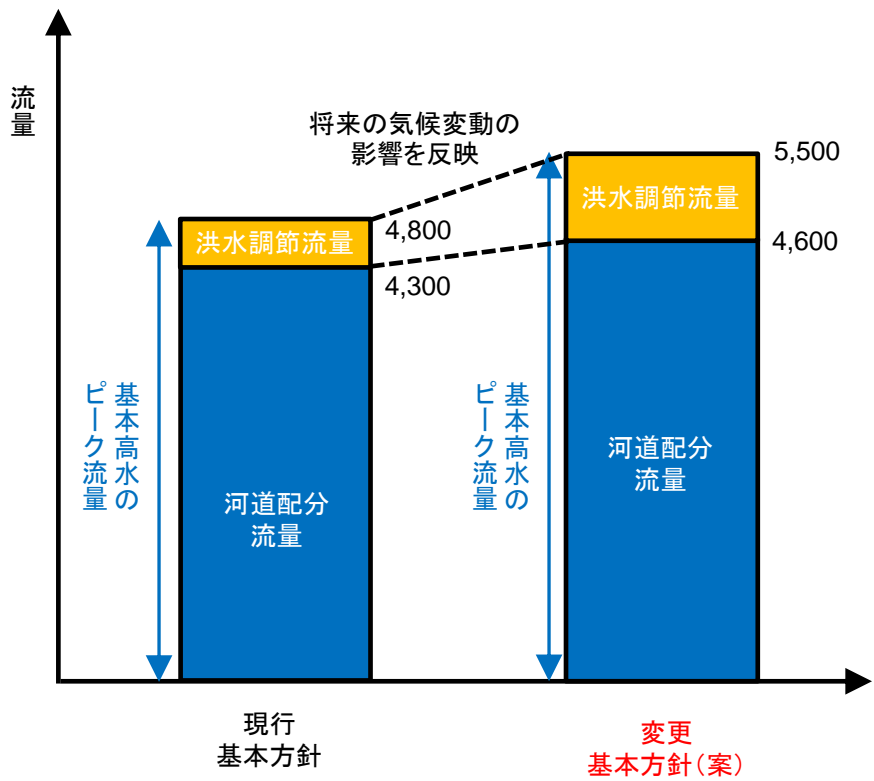 流量
将来の気候変動の
影響を反映
5,500
洪水調節流量
4,600
洪水調節流量
4,800
4,300
基本高水の
ピーク流量
基本高水の
ピーク流量
河道配分
流量
河道配分
流量
現行
基本方針
変更
基本方針(案)